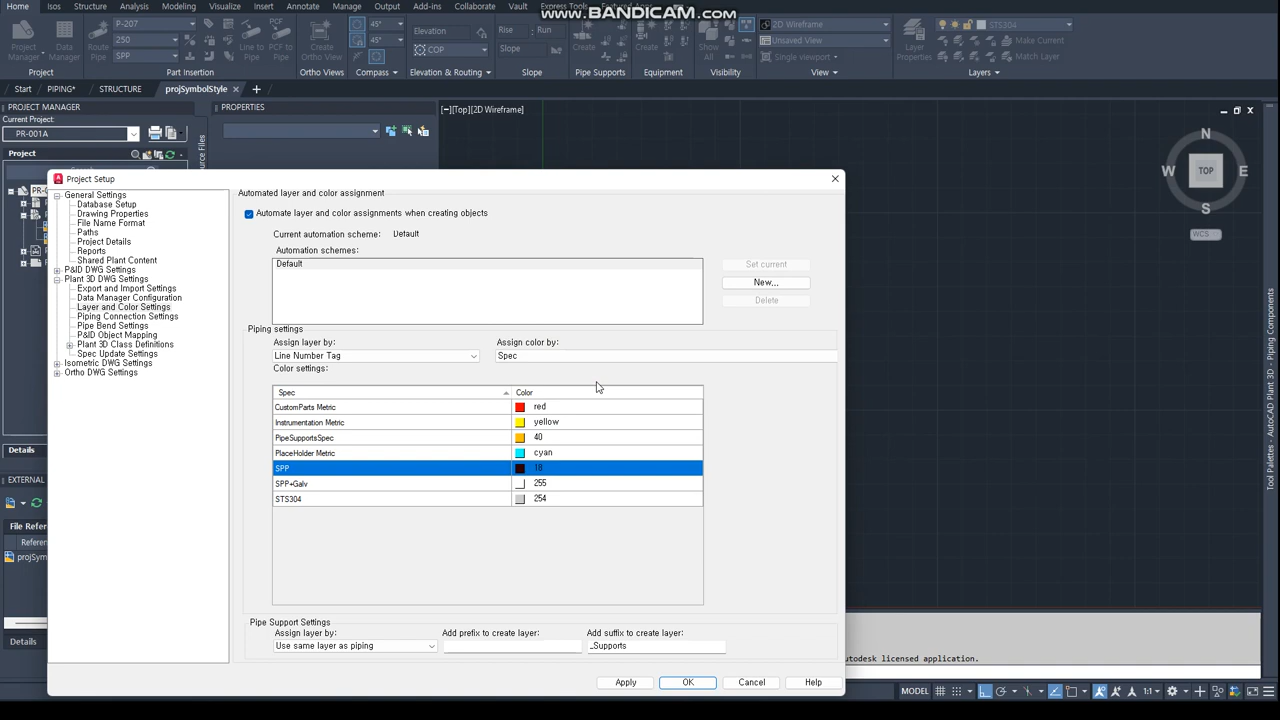 Home Isos Structure Analysis Modeling Visualize Insert Annotate Manage Output Add-ins Collaborate Vault Express Tools Featured Apps
www.BANDICAM.com
Project Manager Data Manager Route Pipe P-207 250 SPP Line to Pipe PCF to Pipe Create Ortho View 45° 45° Elevation COP Rise Run Slope Create Create Show All 2D Wireframe Unsaved View Single viewport Layer Properties STS304 Make Current Match Layer
Project Part Insertion Ortho Views Compass Elevation & Routing Slope Pipe Supports Equipment Visibility View Layers
Start PIPING* STRUCTURE projSymbolStyle
PROJECT MANAGER
Current Project:
PR-001A
Project
PROPERTIES
Source Files
[−][Top][2D Wireframe]
N
W TOP E
S
WCS
Project Setup
General Settings
Database Setup
Drawing Properties
File Name Format
Paths
Project Details
Reports
Shared Plant Content
P&ID DWG Settings
Plant 3D DWG Settings
Export and Import Settings
Data Manager Configuration
Layer and Color Settings
Piping Connection Settings
Pipe Bend Settings
P&ID Object Mapping
Plant 3D Class Definitions
Spec Update Settings
Isometric DWG Settings
Ortho DWG Settings
Automated layer and color assignment
Automate layer and color assignments when creating objects
Current automation scheme: Default
Automation schemes:
Default
Set current
New...
Delete
Piping settings
Assign layer by: Assign color by:
Line Number Tag Spec
Color settings:
Spec Color
CustomParts Metric red
Instrumentation Metric yellow
PipeSupportsSpec 40
PlaceHolder Metric cyan
SPP 18
SPP+Galv 255
STS304 254
Pipe Support Settings
Assign layer by: Add prefix to create layer: Add suffix to create layer:
Use same layer as piping _Supports
Apply OK Cancel Help
Details
EXTERNAL
File Refere
Referenc
projSym
Details
utodesk licensed application.
MODEL 1:1
Tool Palettes - AutoCAD Plant 3D - Piping Components